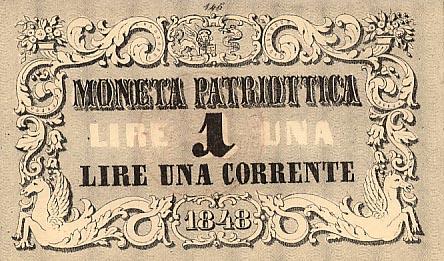 146
MONETA PATRIOTTICA
LIRE 1 UNA
LIRE UNA CORRENTE
1848